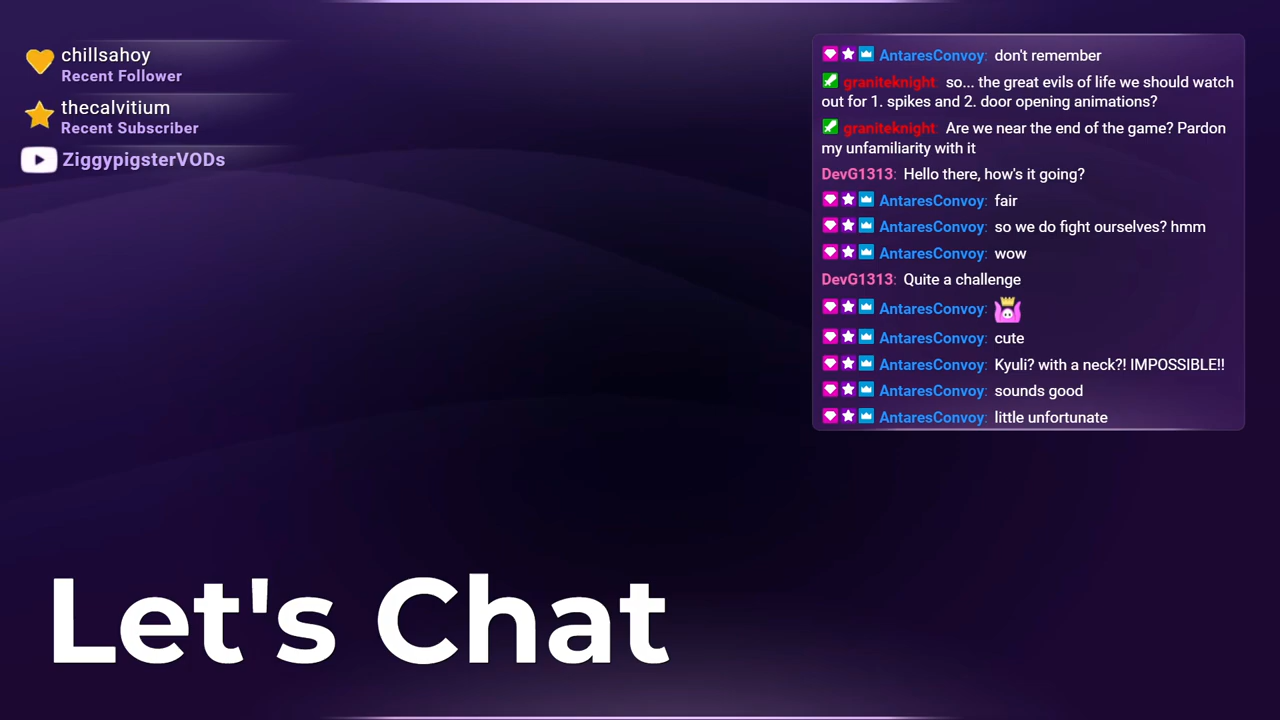 chillsahoy
Recent Follower
thecalvitium
Recent Subscriber
ZiggypigsterVODs
AntaresConvoy: don't remember
graniteknight: so... the great evils of life we should watch
out for 1. spikes and 2. door opening animations?
graniteknight: Are we near the end of the game? Pardon
my unfamiliarity with it
DevG1313: Hello there, how's it going?
AntaresConvoy: fair
AntaresConvoy: so we do fight ourselves? hmm
AntaresConvoy: wow
DevG1313: Quite a challenge
AntaresConvoy:
AntaresConvoy: cute
AntaresConvoy: Kyuli? with a neck?! IMPOSSIBLE!!
AntaresConvoy: sounds good
AntaresConvoy: little unfortunate
Let's Chat